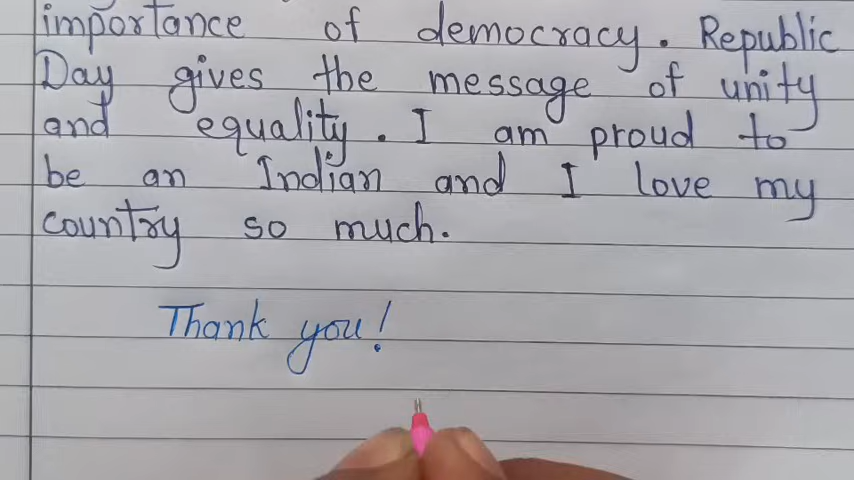 importance of democracy. Republic
Day gives the message of unity
and equality. I am proud to
be an Indian and I love my
country so much.
Thank you!